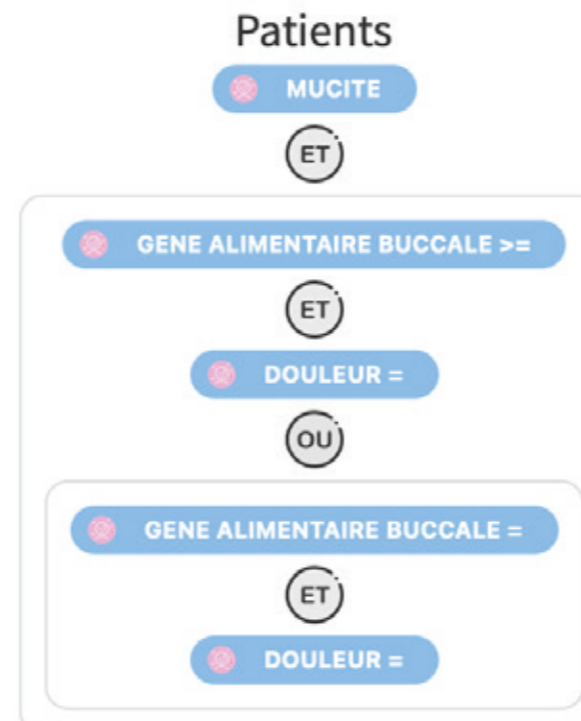 Patients
MUCITE
ET
GENE ALIMENTAIRE BUCCALE >=
ET
DOULEUR =
OU
GENE ALIMENTAIRE BUCCALE =
ET
DOULEUR =